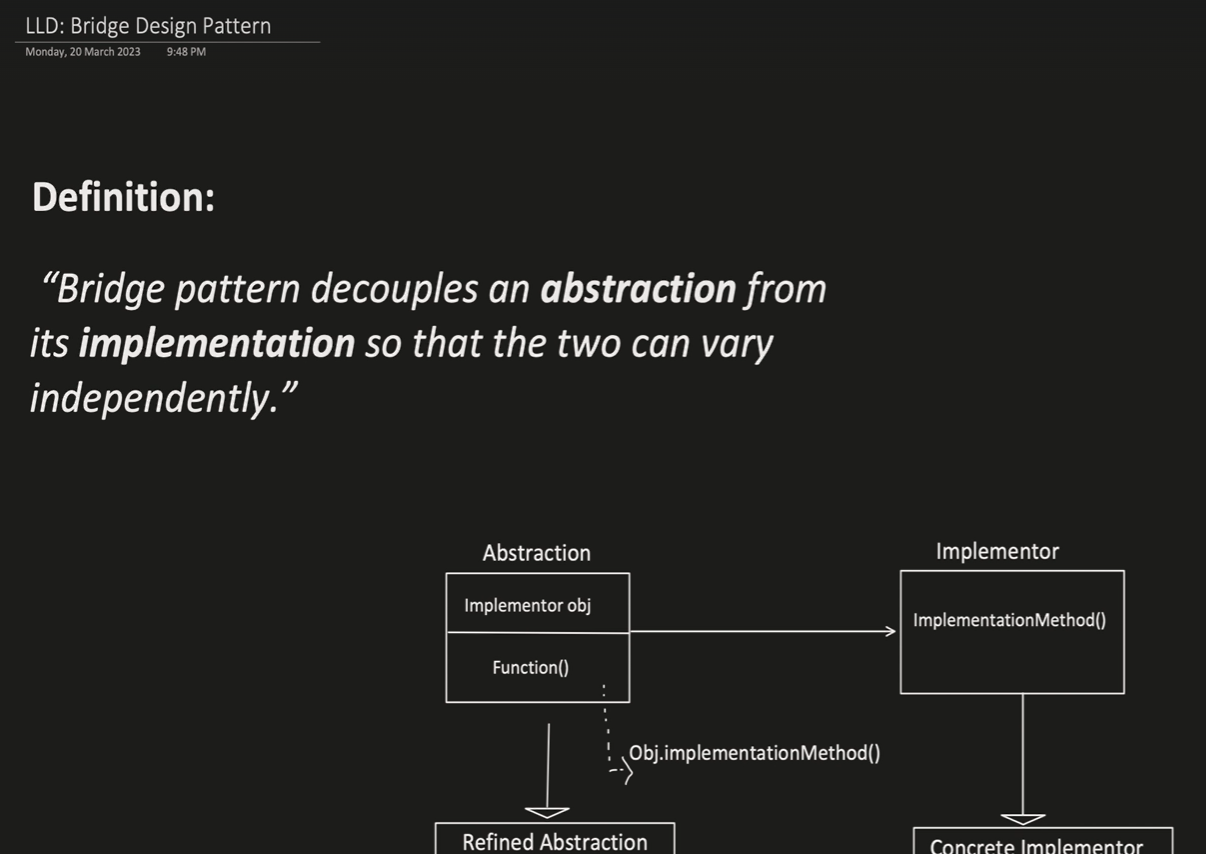 LLD: Bridge Design Pattern
Monday, 20 March 2023 9:48 PM
Definition:
“Bridge pattern decouples an abstraction from
its implementation so that the two can vary
independently.”
Abstraction
Implementor
Implementor obj
ImplementationMethod()
Function()
Obj.implementationMethod()
Refined Abstraction
Concrete Implementor